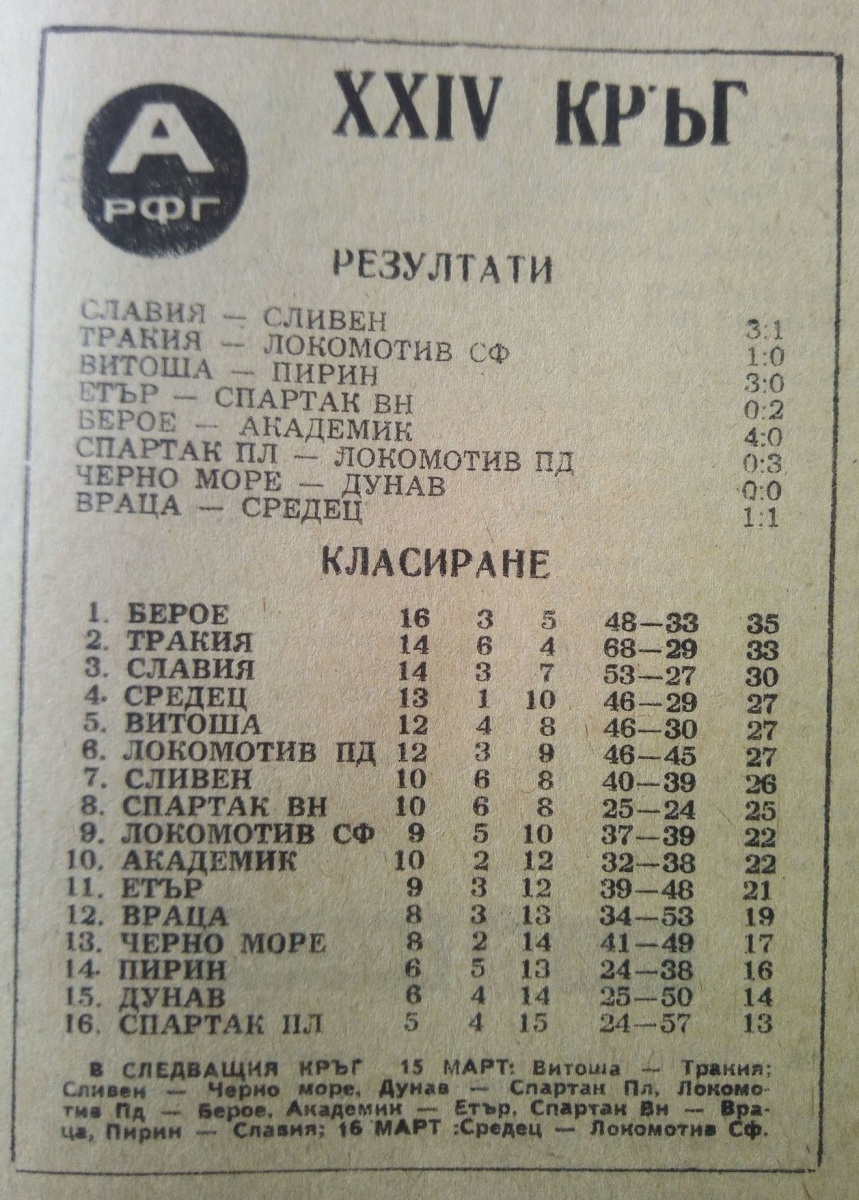 А
РФГ
XXIV КРЪГ
РЕЗУЛТАТИ
СЛАВИЯ — СЛИВЕН 3:1
ТРАКИЯ — ЛОКОМОТИВ СФ 1:0
ВИТОША — ПИРИН 3:0
ЕТЪР — СПАРТАК ВН 0:2
БЕРОЕ — АКАДЕМИК 4:0
СПАРТАК ПЛ — ЛОКОМОТИВ ПД 0:3
ЧЕРНО МОРЕ — ДУНАВ 0:0
ВРАЦА — СРЕДЕЦ 1:1
КЛАСИРАНЕ
1. БЕРОЕ 16 3 5 48—33 35
2. ТРАКИЯ 14 6 4 68—29 33
3. СЛАВИЯ 14 3 7 53—27 30
4. СРЕДЕЦ 13 1 10 46—29 27
5. ВИТОША 12 4 8 46—30 27
6. ЛОКОМОТИВ ПД 12 3 9 46—45 27
7. СЛИВЕН 10 6 8 40—39 26
8. СПАРТАК ВН 10 6 8 25—24 25
9. ЛОКОМОТИВ СФ 9 5 10 37—39 22
10. АКАДЕМИК 10 2 12 32—38 22
11. ЕТЪР 9 3 12 39—48 21
12. ВРАЦА 8 3 13 34—53 19
13. ЧЕРНО МОРЕ 8 2 14 41—49 17
14. ПИРИН 6 5 13 24—38 16
15. ДУНАВ 6 4 14 25—50 14
16. СПАРТАК ПЛ 5 4 15 24—57 13
В СЛЕДВАЩИЯ КРЪГ 15 МАРТ: Витоша — Тракия;
Сливен — Черно море, Дунав — Спартан Пл, Локомо-
тив Пд — Берое, Академик — Етър, Спартак Вн — Вра-
ца, Пирин — Славия; 16 МАРТ :Средец — Локомотив Сф.